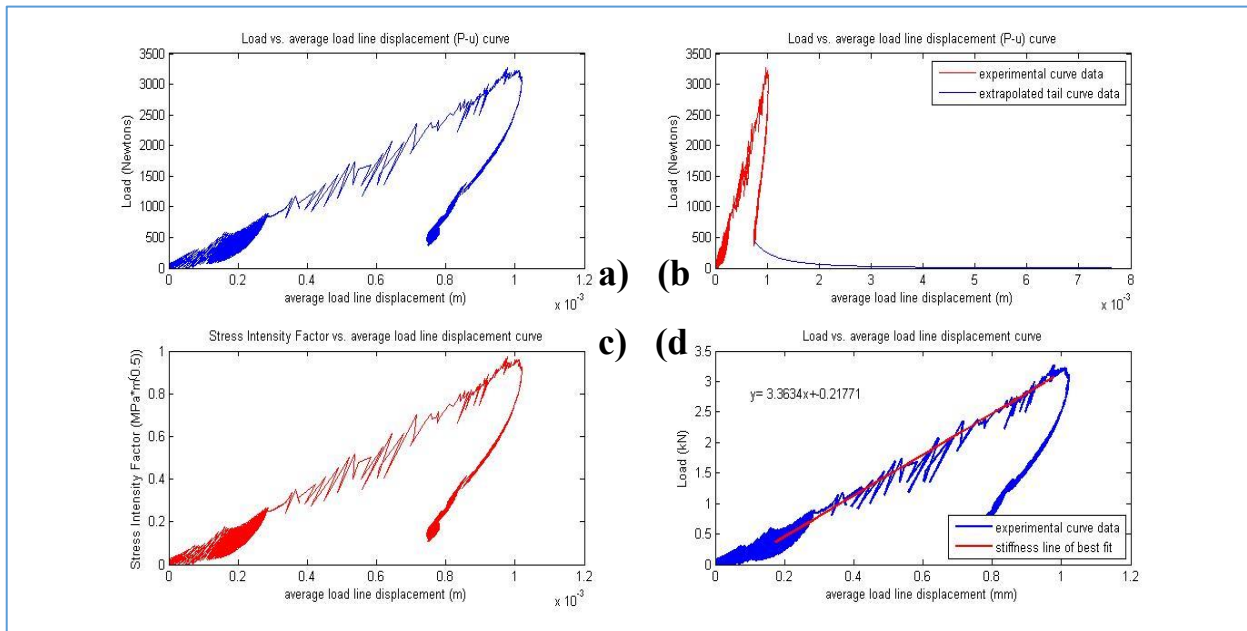 Load vs. average load line displacement (P-u) curve
Load (Newtons)
3500
3000
2500
2000
1500
1000
500
0
0 0.2 0.4 0.6 0.8 1 1.2
x 10⁻³
average load line displacement (m)
a)
Load vs. average load line displacement (P-u) curve
Load (Newtons)
3500
3000
2500
2000
1500
1000
500
0
experimental curve data
extrapolated tail curve data
0 1 2 3 4 5 6 7 8
x 10⁻³
average load line displacement (m)
(b
Stress Intensity Factor vs. average load line displacement curve
Stress Intensity Factor (MPa*m^(0.5))
1
0.8
0.6
0.4
0.2
0
0 0.2 0.4 0.6 0.8 1 1.2
x 10⁻³
average load line displacement (m)
c)
(d
Load vs. average load line displacement curve
Load (kN)
3.5
3
2.5
2
1.5
1
0.5
0
y= 3.3634x+-0.21771
experimental curve data
stiffness line of best fit
0 0.2 0.4 0.6 0.8 1 1.2
average load line displacement (mm)